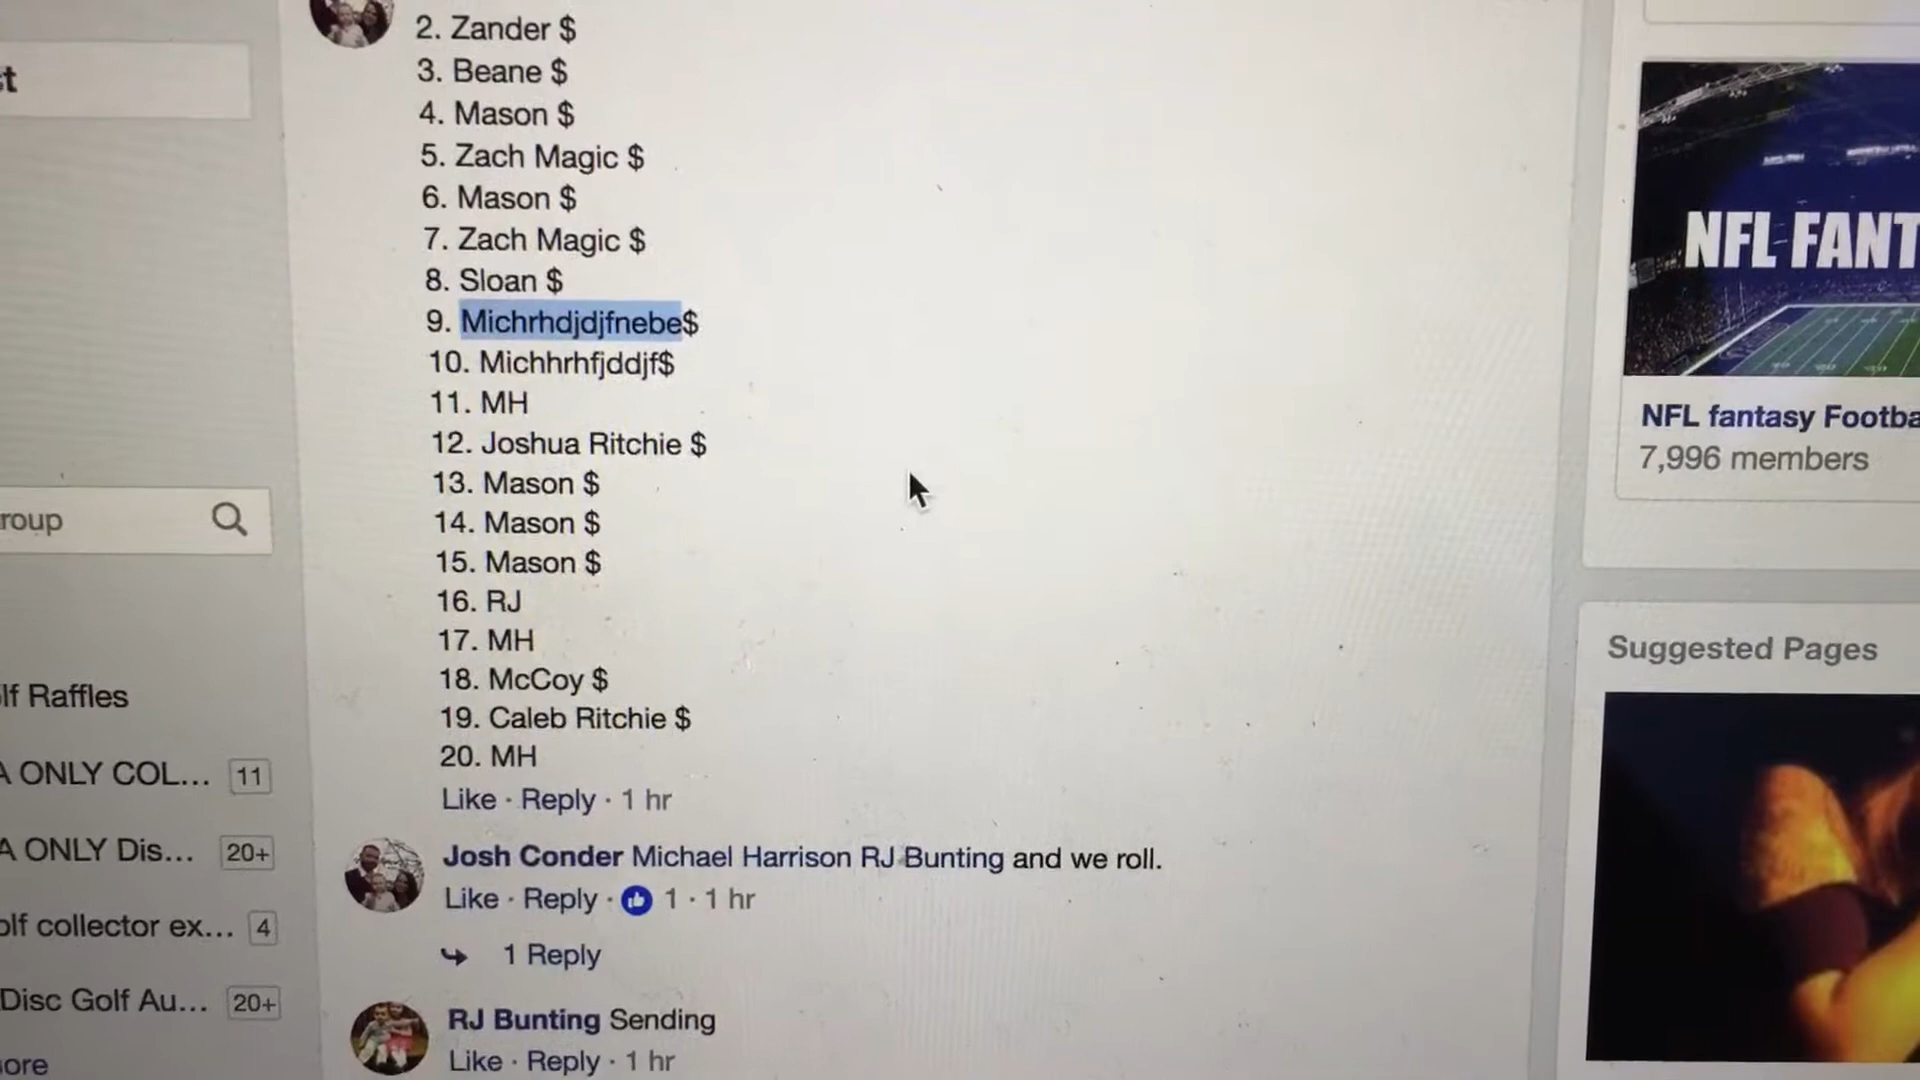 2. Zander $
3. Beane $
4. Mason $
5. Zach Magic $
6. Mason $
7. Zach Magic $
8. Sloan $
9. Michrhdjdjfnebe$
10. Michhrhfjddjf$
11. MH
12. Joshua Ritchie $
13. Mason $
14. Mason $
15. Mason $
16. RJ
17. MH
18. McCoy $
19. Caleb Ritchie $
20. MH
Like · Reply · 1 hr
Josh Conder Michael Harrison RJ Bunting and we roll.
Like · Reply · 1 · 1 hr
1 Reply
RJ Bunting Sending
Like · Reply · 1 hr
t
roup
lf Raffles
A ONLY COL... 11
A ONLY Dis... 20+
olf collector ex... 4
Disc Golf Au... 20+
ore
NFL FANT
NFL fantasy Footba
7,996 members
Suggested Pages